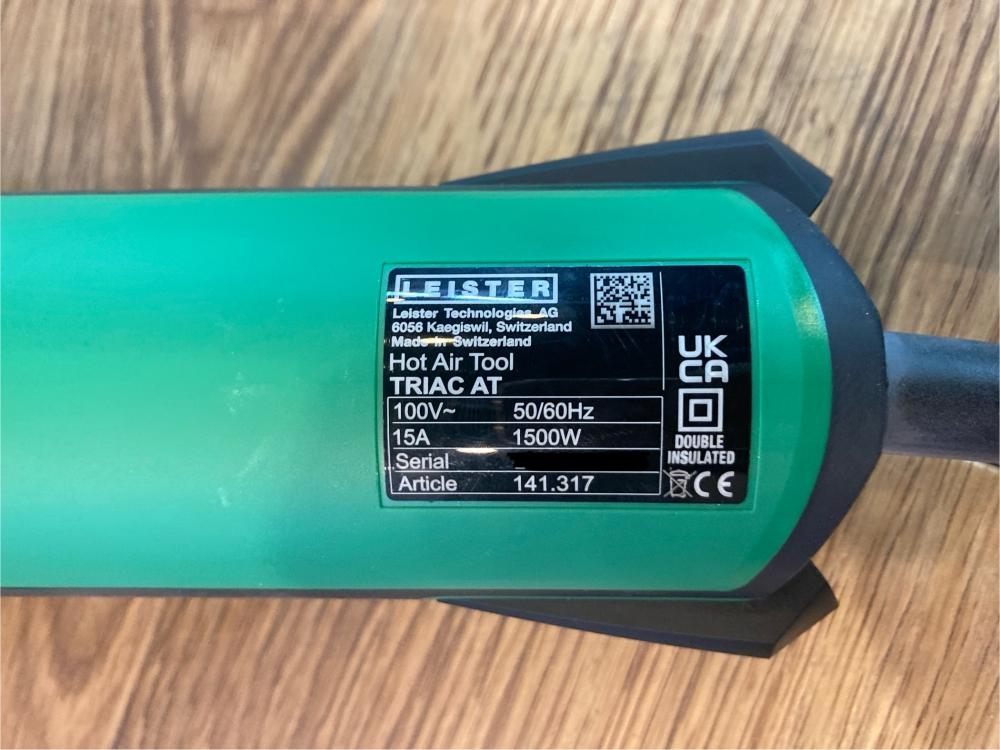 LEISTER
Leister Technologies AG
6056 Kaegiswil, Switzerland
Made in Switzerland
Hot Air Tool
TRIAC AT
100V~ 50/60Hz
15A 1500W
Serial
Article 141.317
UK
CA
DOUBLE
INSULATED
CE